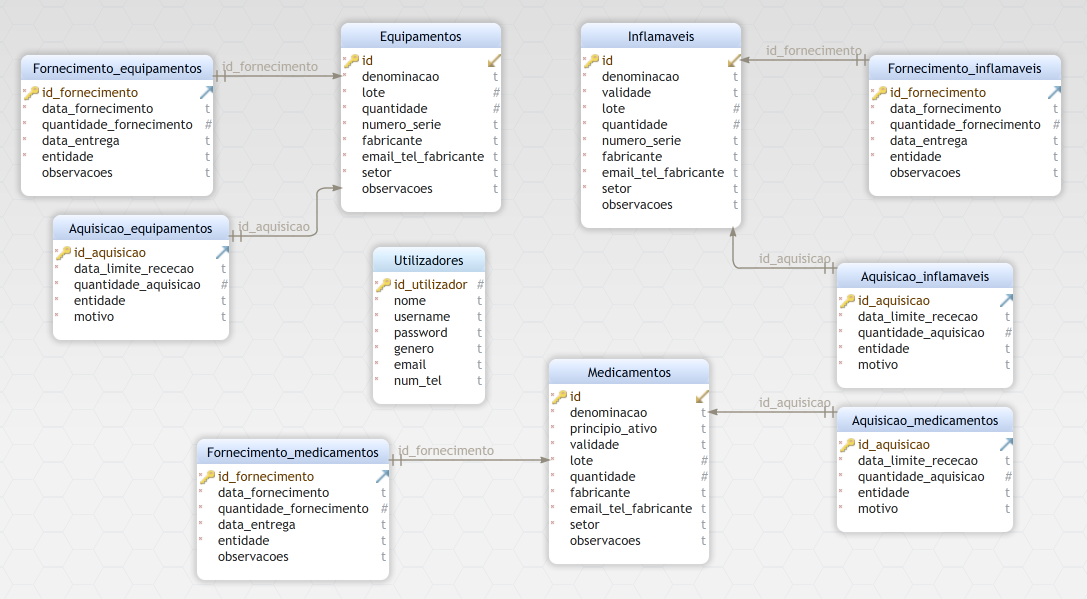 Fornecimento_equipamentos
id_fornecimento
data_fornecimento t
quantidade_fornecimento #
data_entrega t
entidade t
observacoes t
id_fornecimento
Equipamentos
id
denominacao t
lote #
quantidade #
numero_serie t
fabricante t
email_tel_fabricante t
setor t
observacoes t
Inflamaveis
id
denominacao t
validade t
lote #
quantidade #
numero_serie t
fabricante t
email_tel_fabricante t
setor t
observacoes t
id_fornecimento
Fornecimento_inflamaveis
id_fornecimento
data_fornecimento t
quantidade_fornecimento #
data_entrega t
entidade t
observacoes t
Aquisicao_equipamentos
id_aquisicao
data_limite_rececao t
quantidade_aquisicao #
entidade t
motivo t
id_aquisicao
Utilizadores
id_utilizador #
nome t
username t
password t
genero t
email t
num_tel t
id_aquisicao
Aquisicao_inflamaveis
id_aquisicao
data_limite_rececao t
quantidade_aquisicao #
entidade t
motivo t
Fornecimento_medicamentos
id_fornecimento
data_fornecimento t
quantidade_fornecimento #
data_entrega t
entidade t
observacoes t
id_fornecimento
Medicamentos
id
denominacao t
principio_ativo t
validade t
lote #
quantidade #
fabricante t
email_tel_fabricante t
setor t
observacoes t
id_aquisicao
Aquisicao_medicamentos
id_aquisicao
data_limite_rececao t
quantidade_aquisicao #
entidade t
motivo t